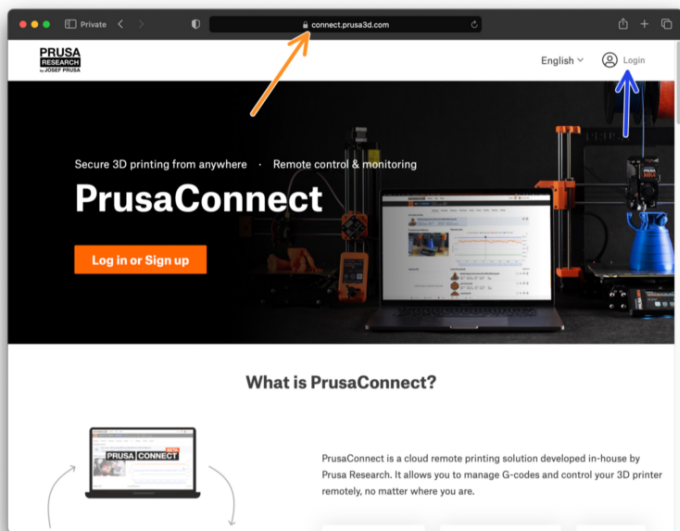 Private
connect.prusa3d.com
PRUSA
RESEARCH
by JOSEF PRUSA
English
Login
Secure 3D printing from anywhere · Remote control & monitoring
PrusaConnect
Log in or Sign up
What is PrusaConnect?
BETA
PRUSA CONNECT
PrusaConnect is a cloud remote printing solution developed in-house by
Prusa Research. It allows you to manage G-codes and control your 3D printer
remotely, no matter where you are.